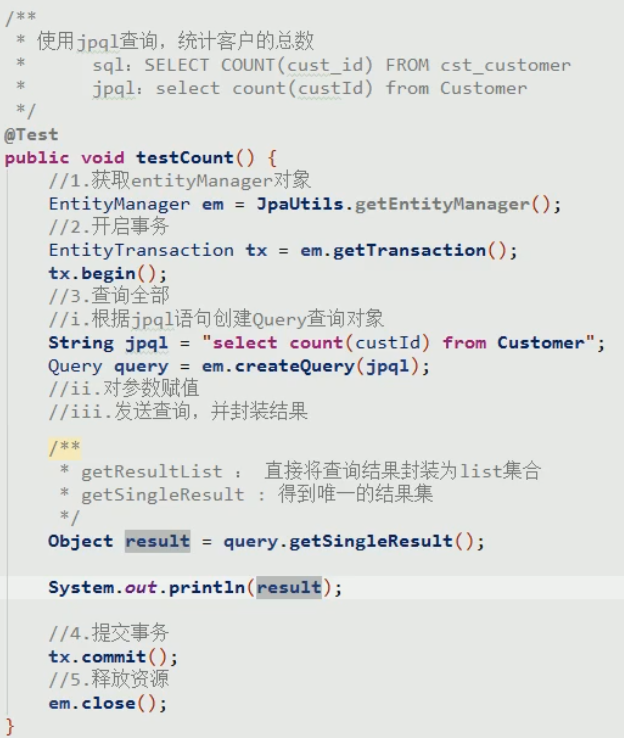 /**
 * 使用jpql查询，统计客户的总数
 *      sql：SELECT COUNT(cust_id) FROM cst_customer
 *      jpql：select count(custId) from Customer
 */
@Test
public void testCount() {
    //1.获取entityManager对象
    EntityManager em = JpaUtils.getEntityManager();
    //2.开启事务
    EntityTransaction tx = em.getTransaction();
    tx.begin();
    //3.查询全部
    //i.根据jpql语句创建Query查询对象
    String jpql = "select count(custId) from Customer";
    Query query = em.createQuery(jpql);
    //ii.对参数赋值
    //iii.发送查询，并封装结果
    /**
     * getResultList ： 直接将查询结果封装为list集合
     * getSingleResult : 得到唯一的结果集
     */
    Object result = query.getSingleResult();
    System.out.println(result);
    //4.提交事务
    tx.commit();
    //5.释放资源
    em.close();
}